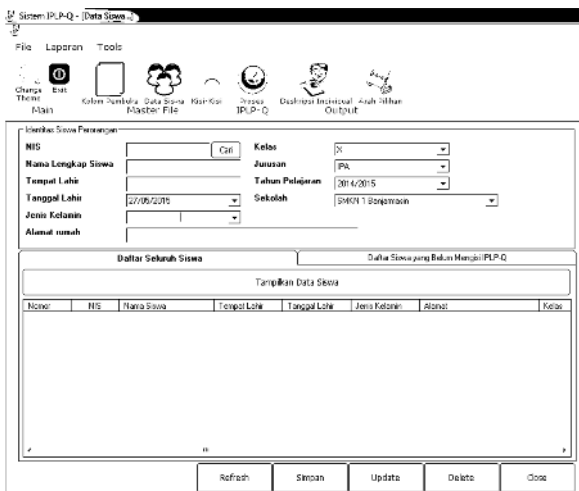 Sistem IPLP-Q - [Data Siswa]
File Laporan Tools
Change Theme Exit Kolom Pembuka Data Siswa Kisi-Kisi Proses IPLP-Q Deskripsi Individual Arah Pilihan
Main Master File IPLP-Q Output
Identitas Siswa Perorangan
NIS Cari Kelas X
Nama Lengkap Siswa Jurusan IPA
Tempat Lahir Tahun Pelajaran 2014/2015
Tanggal Lahir 27/05/2015 Sekolah SMKN 1 Banjarmasin
Jenis Kelamin
Alamat rumah
Daftar Seluruh Siswa Daftar Siswa yang Belum Mengisi IPLP-Q
Tampilkan Data Siswa
Nomor NIS Nama Siswa Tempat Lahir Tanggal Lahir Jenis Kelamin Alamat Kelas
Refresh Simpan Update Delete Close